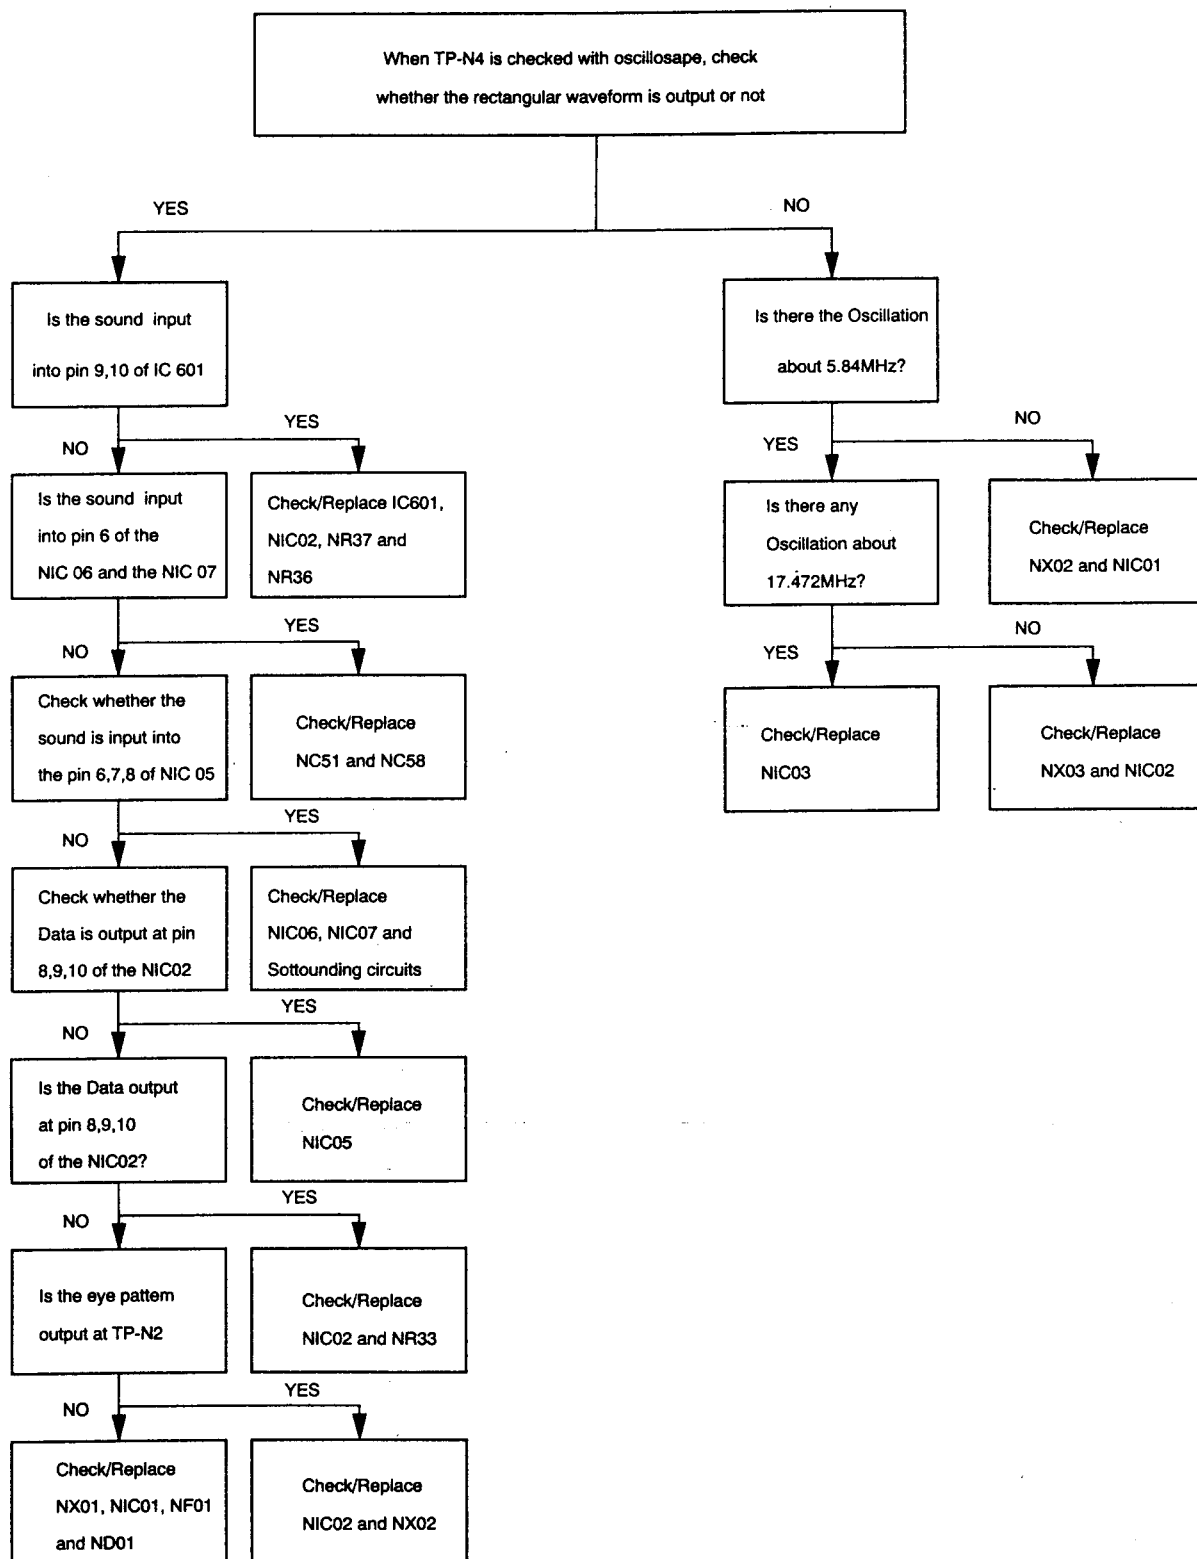 When TP-N4 is checked with oscillosape, check
whether the rectangular waveform is output or not
YES
NO
Is the sound input
into pin 9,10 of IC 601
Is there the Oscillation
about 5.84MHz?
NO
YES
YES
NO
Is the sound input
into pin 6 of the
NIC 06 and the NIC 07
Check/Replace IC601,
NIC02, NR37 and
NR36
Is there any
Oscillation about
17.472MHz?
Check/Replace
NX02 and NIC01
NO
YES
YES
NO
Check whether the
sound is input into
the pin 6,7,8 of NIC 05
Check/Replace
NC51 and NC58
Check/Replace
NIC03
Check/Replace
NX03 and NIC02
NO
YES
Check whether the
Data is output at pin
8,9,10 of the NIC02
Check/Replace
NIC06, NIC07 and
Sottounding circuits
NO
YES
Is the Data output
at pin 8,9,10
of the NIC02?
Check/Replace
NIC05
NO
YES
Is the eye pattern
output at TP-N2
Check/Replace
NIC02 and NR33
NO
YES
Check/Replace
NX01, NIC01, NF01
and ND01
Check/Replace
NIC02 and NX02